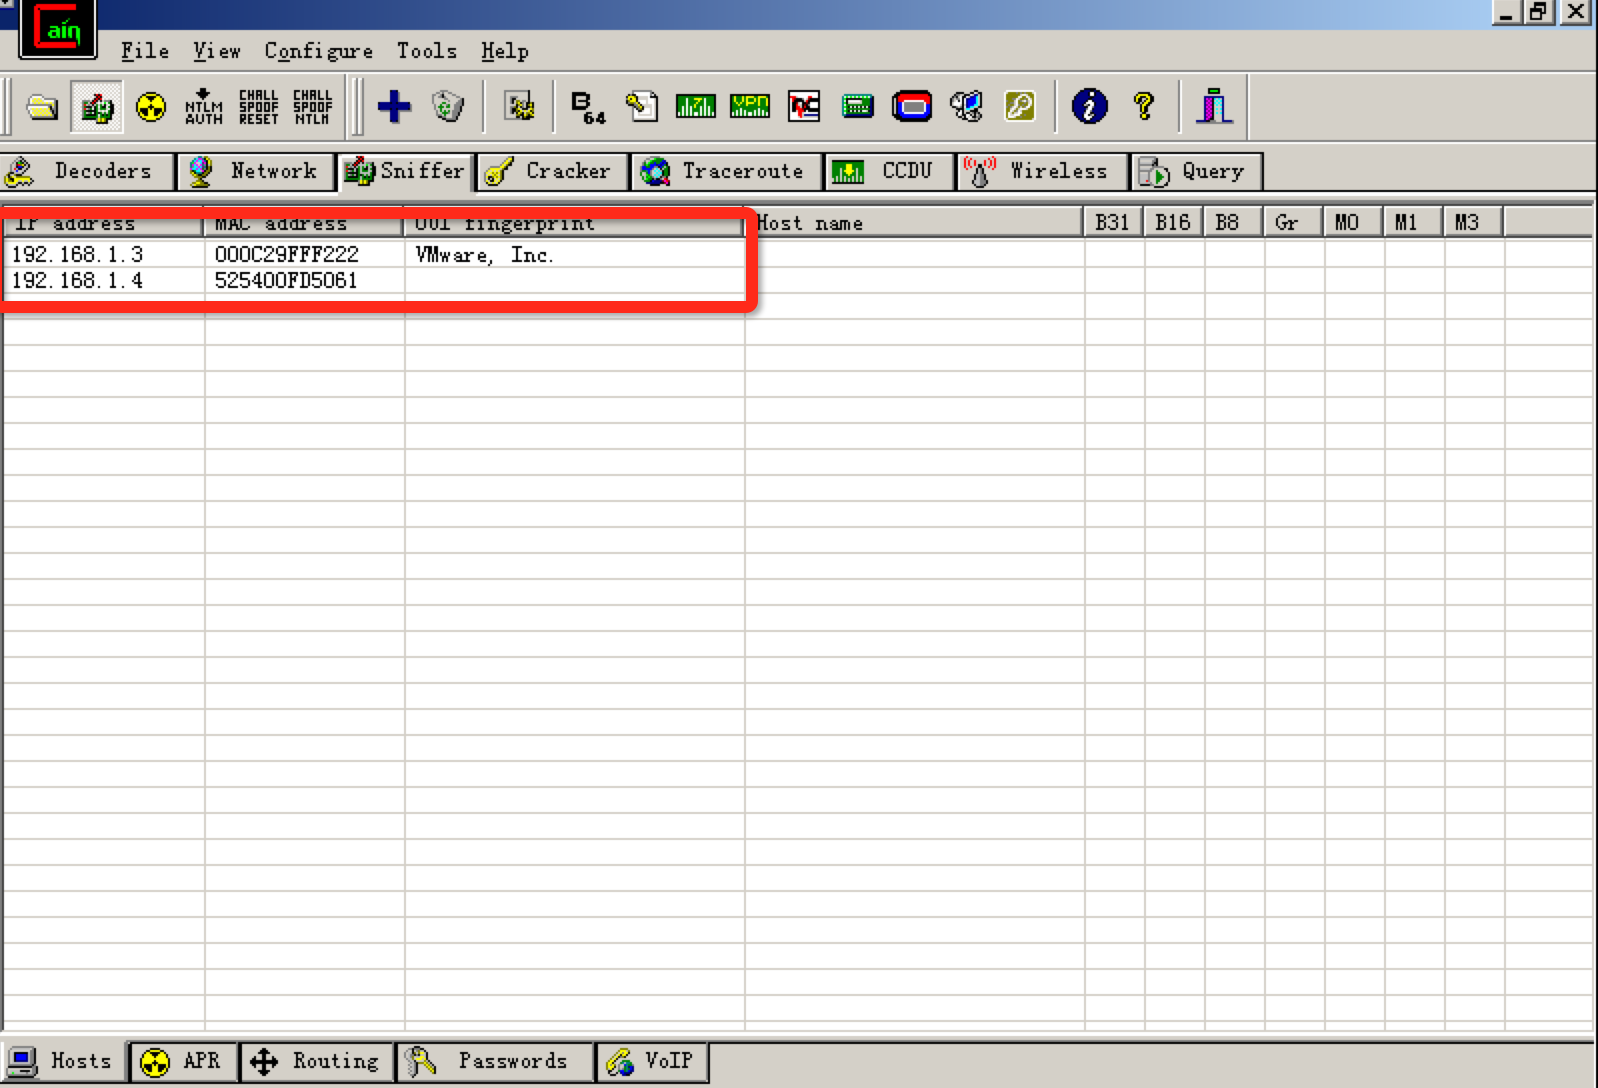 Cain
File View Configure Tools Help
NTLM AUTH CHALL SPOOF RESET CHALL SPOOF NTLM B 64 VPN
Decoders Network Sniffer Cracker Traceroute CCDU Wireless Query
IP address MAC address OUI fingerprint Host name B31 B16 B8 Gr M0 M1 M3
192.168.1.3 000C29FFF222 VMware, Inc.
192.168.1.4 525400FD5061
Hosts APR Routing Passwords VoIP